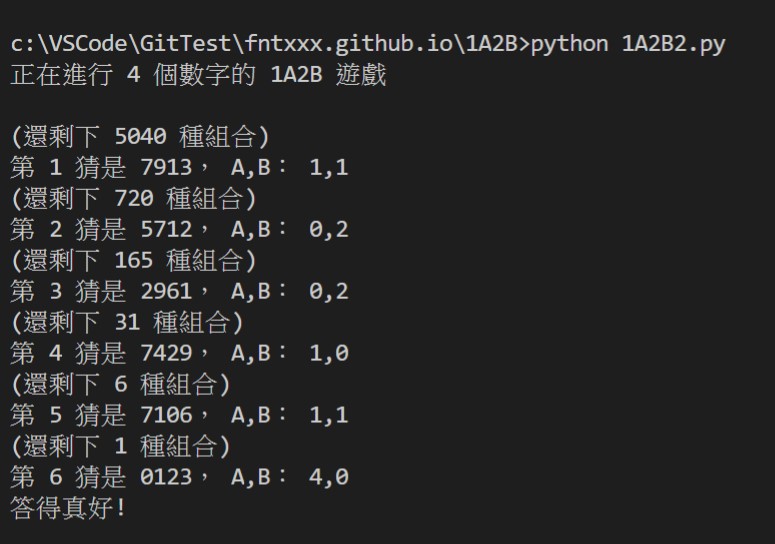 c:\VSCode\GitTest\fntxxx.github.io\1A2B>python 1A2B2.py
正在進行 4 個數字的 1A2B 遊戲
(還剩下 5040 種組合)
第 1 猜是 7913， A,B： 1,1
(還剩下 720 種組合)
第 2 猜是 5712， A,B： 0,2
(還剩下 165 種組合)
第 3 猜是 2961， A,B： 0,2
(還剩下 31 種組合)
第 4 猜是 7429， A,B： 1,0
(還剩下 6 種組合)
第 5 猜是 7106， A,B： 1,1
(還剩下 1 種組合)
第 6 猜是 0123， A,B： 4,0
答得真好!